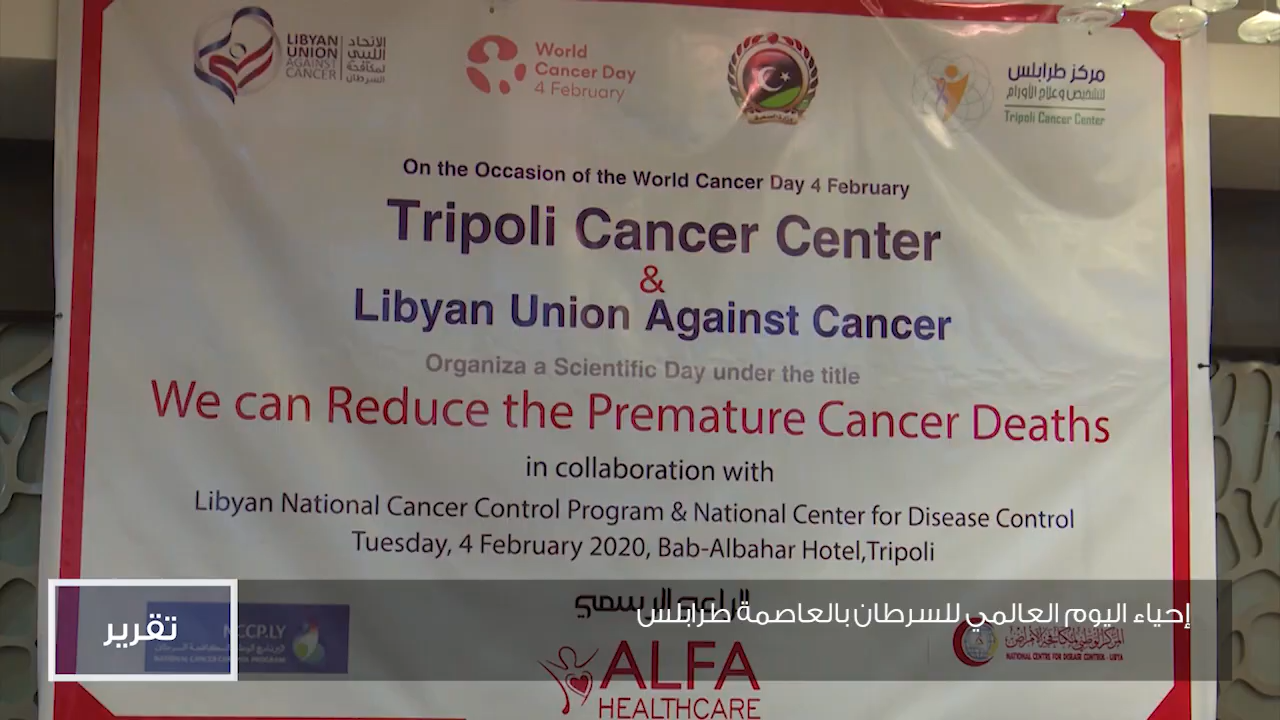 LIBYAN
UNION
AGAINST
CANCER
الاتحاد
الليبي
لمكافحة
السرطان
World
Cancer Day
4 February
مركز طرابلس
لتشخيص وعلاج الأورام
Tripoli Cancer Center
On the Occasion of the World Cancer Day 4 February
Tripoli Cancer Center
&
Libyan Union Against Cancer
Organiza a Scientific Day under the title
We can Reduce the Premature Cancer Deaths
in collaboration with
Libyan National Cancer Control Program & National Center for Disease Control
Tuesday, 4 February 2020, Bab-Albahar Hotel,Tripoli
الراعي الرسمي
إحياء اليوم العالمي للسرطان بالعاصمة طرابلس
تقرير
NCCP.LY
NATIONAL CANCER CONTROL PROGRAM
NATIONAL CENTRE FOR DISEASE CONTROL - LIBYA
ALFA
HEALTHCARE